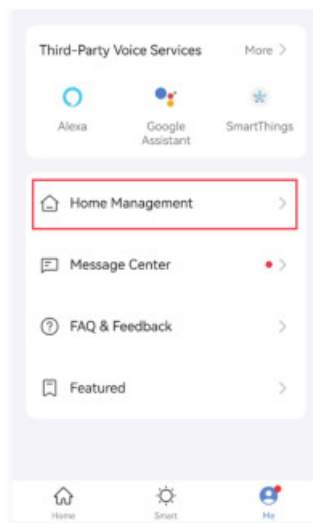 Third-Party Voice Services More
Alexa
Google
Assistant
SmartThings
Home Management
Message Center
FAQ & Feedback
Featured
Home
Smart
Me